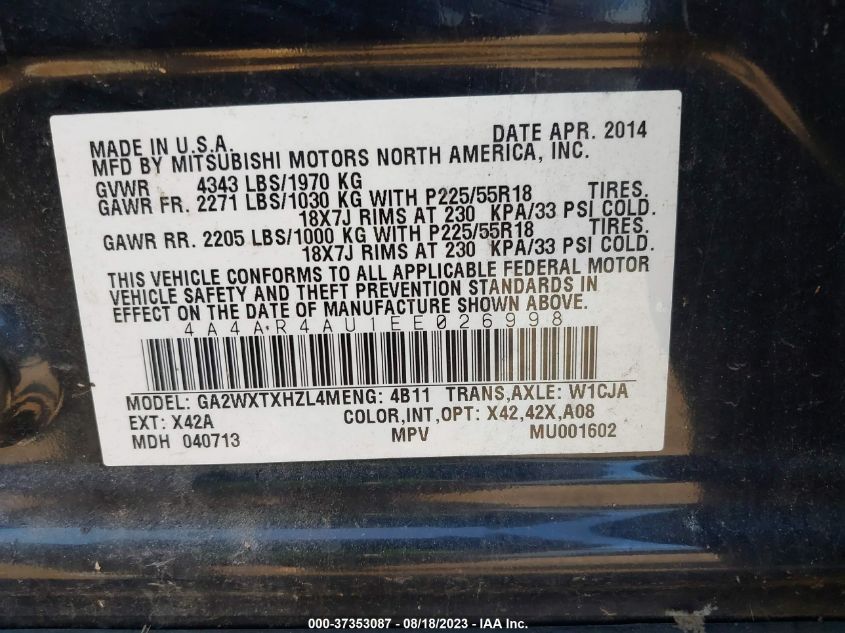 MADE IN U.S.A. DATE APR. 2014
MFD BY MITSUBISHI MOTORS NORTH AMERICA, INC.
GVWR 4343 LBS/1970 KG
GAWR FR. 2271 LBS/1030 KG WITH P225/55R18 TIRES.
18X7J RIMS AT 230 KPA/33 PSI COLD.
GAWR RR. 2205 LBS/1000 KG WITH P225/55R18 TIRES.
18X7J RIMS AT 230 KPA/33 PSI COLD.
THIS VEHICLE CONFORMS TO ALL APPLICABLE FEDERAL MOTOR
VEHICLE SAFETY AND THEFT PREVENTION STANDARDS IN
EFFECT ON THE DATE OF MANUFACTURE SHOWN ABOVE.
4A4AR4AU1EE026998
MODEL: GA2WXTXHZL4MENG: 4B11 TRANS,AXLE: W1CJA
EXT: X42A COLOR,INT,OPT: X42,42X,A08
MDH 040713 MPV MU001602
000-37353087 - 08/18/2023 - IAA Inc.